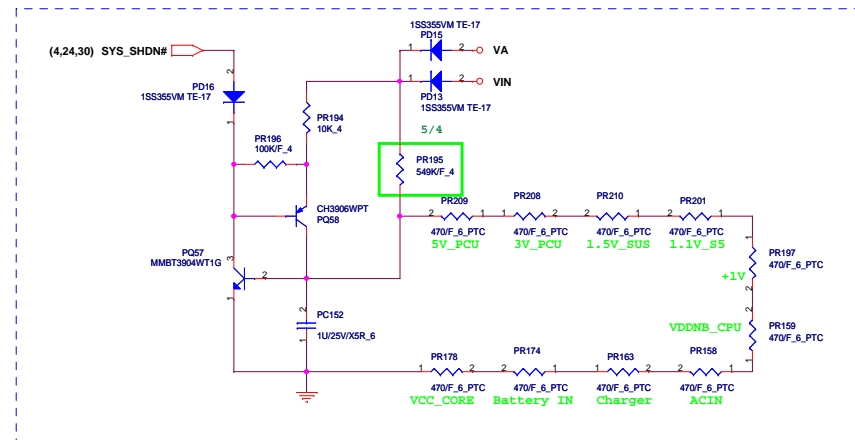 1SS355VM TE-17
PD15
(4,24,30) SYS_SHDN#
1 2 VA
2
PD16
1SS355VM TE-17
1
1 2 VIN
PD13
1SS355VM TE-17
PR194
10K_4
5/4
PR196
100K/F_4
PR195
549K/F_4
CH3906WPT
PQ58
PR209 PR208 PR210 PR201
2 1 1 2 2 1 2 1
470/F_6_PTC 470/F_6_PTC 470/F_6_PTC 470/F_6_PTC
5V_PCU 3V_PCU 1.5V_SUS 1.1V_S5
PQ57
MMBT3904WT1G
3
2
1
1
PR197
470/F_6_PTC
+1V
2
2
PC152
1U/25V/X5R_6
1
2
VDDNB_CPU
PR159
470/F_6_PTC
1
PR178 PR174 PR163 PR158
1 2 2 1 1 2 2 1
470/F_6_PTC 470/F_6_PTC 470/F_6_PTC 470/F_6_PTC
VCC_CORE Battery IN Charger ACIN